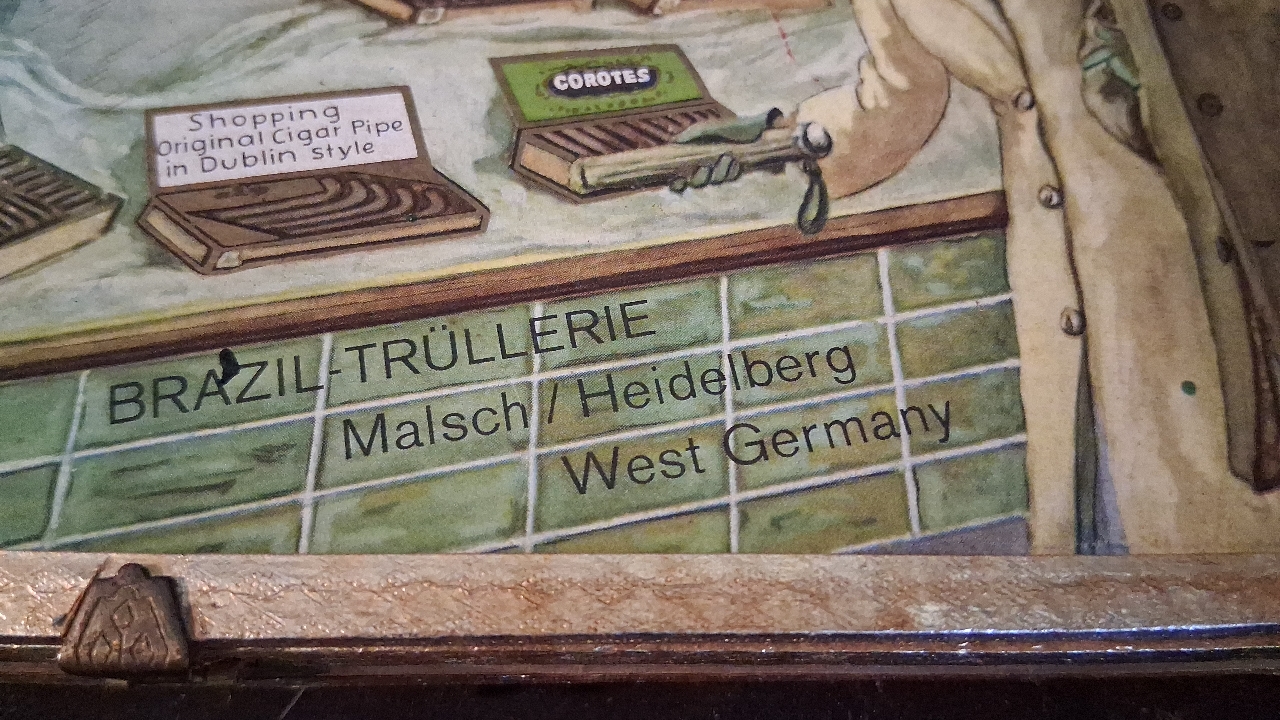 COROTES
Shopping
Original Cigar Pipe
in Dublin style
BRAZIL-TRÜLLERIE
Malsch / Heidelberg
West Germany